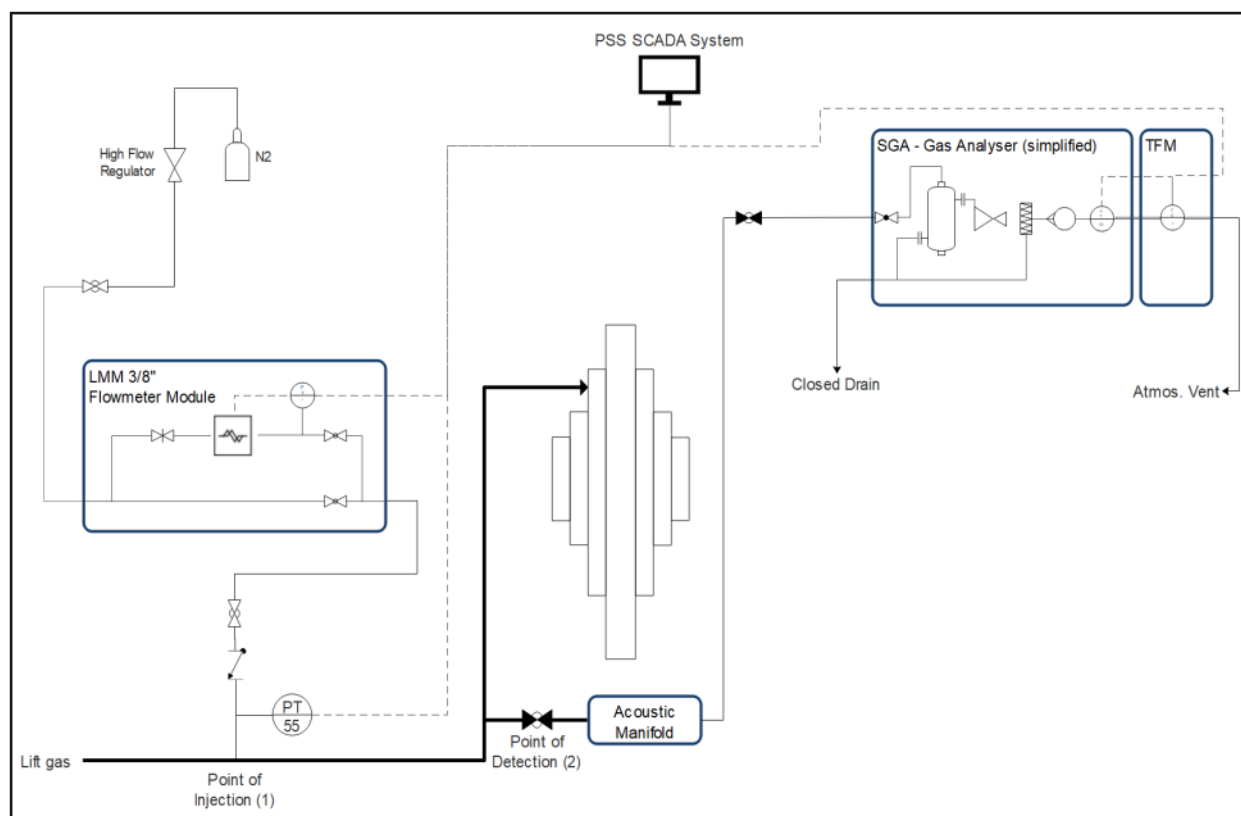 PSS SCADA System
High Flow
Regulator
N2
SGA - Gas Analyser (simplified)
TFM
LMM 3/8"
Flowmeter Module
Closed Drain
Atmos. Vent
PT
55
Acoustic
Manifold
Point of
Detection (2)
Lift gas
Point of
Injection (1)